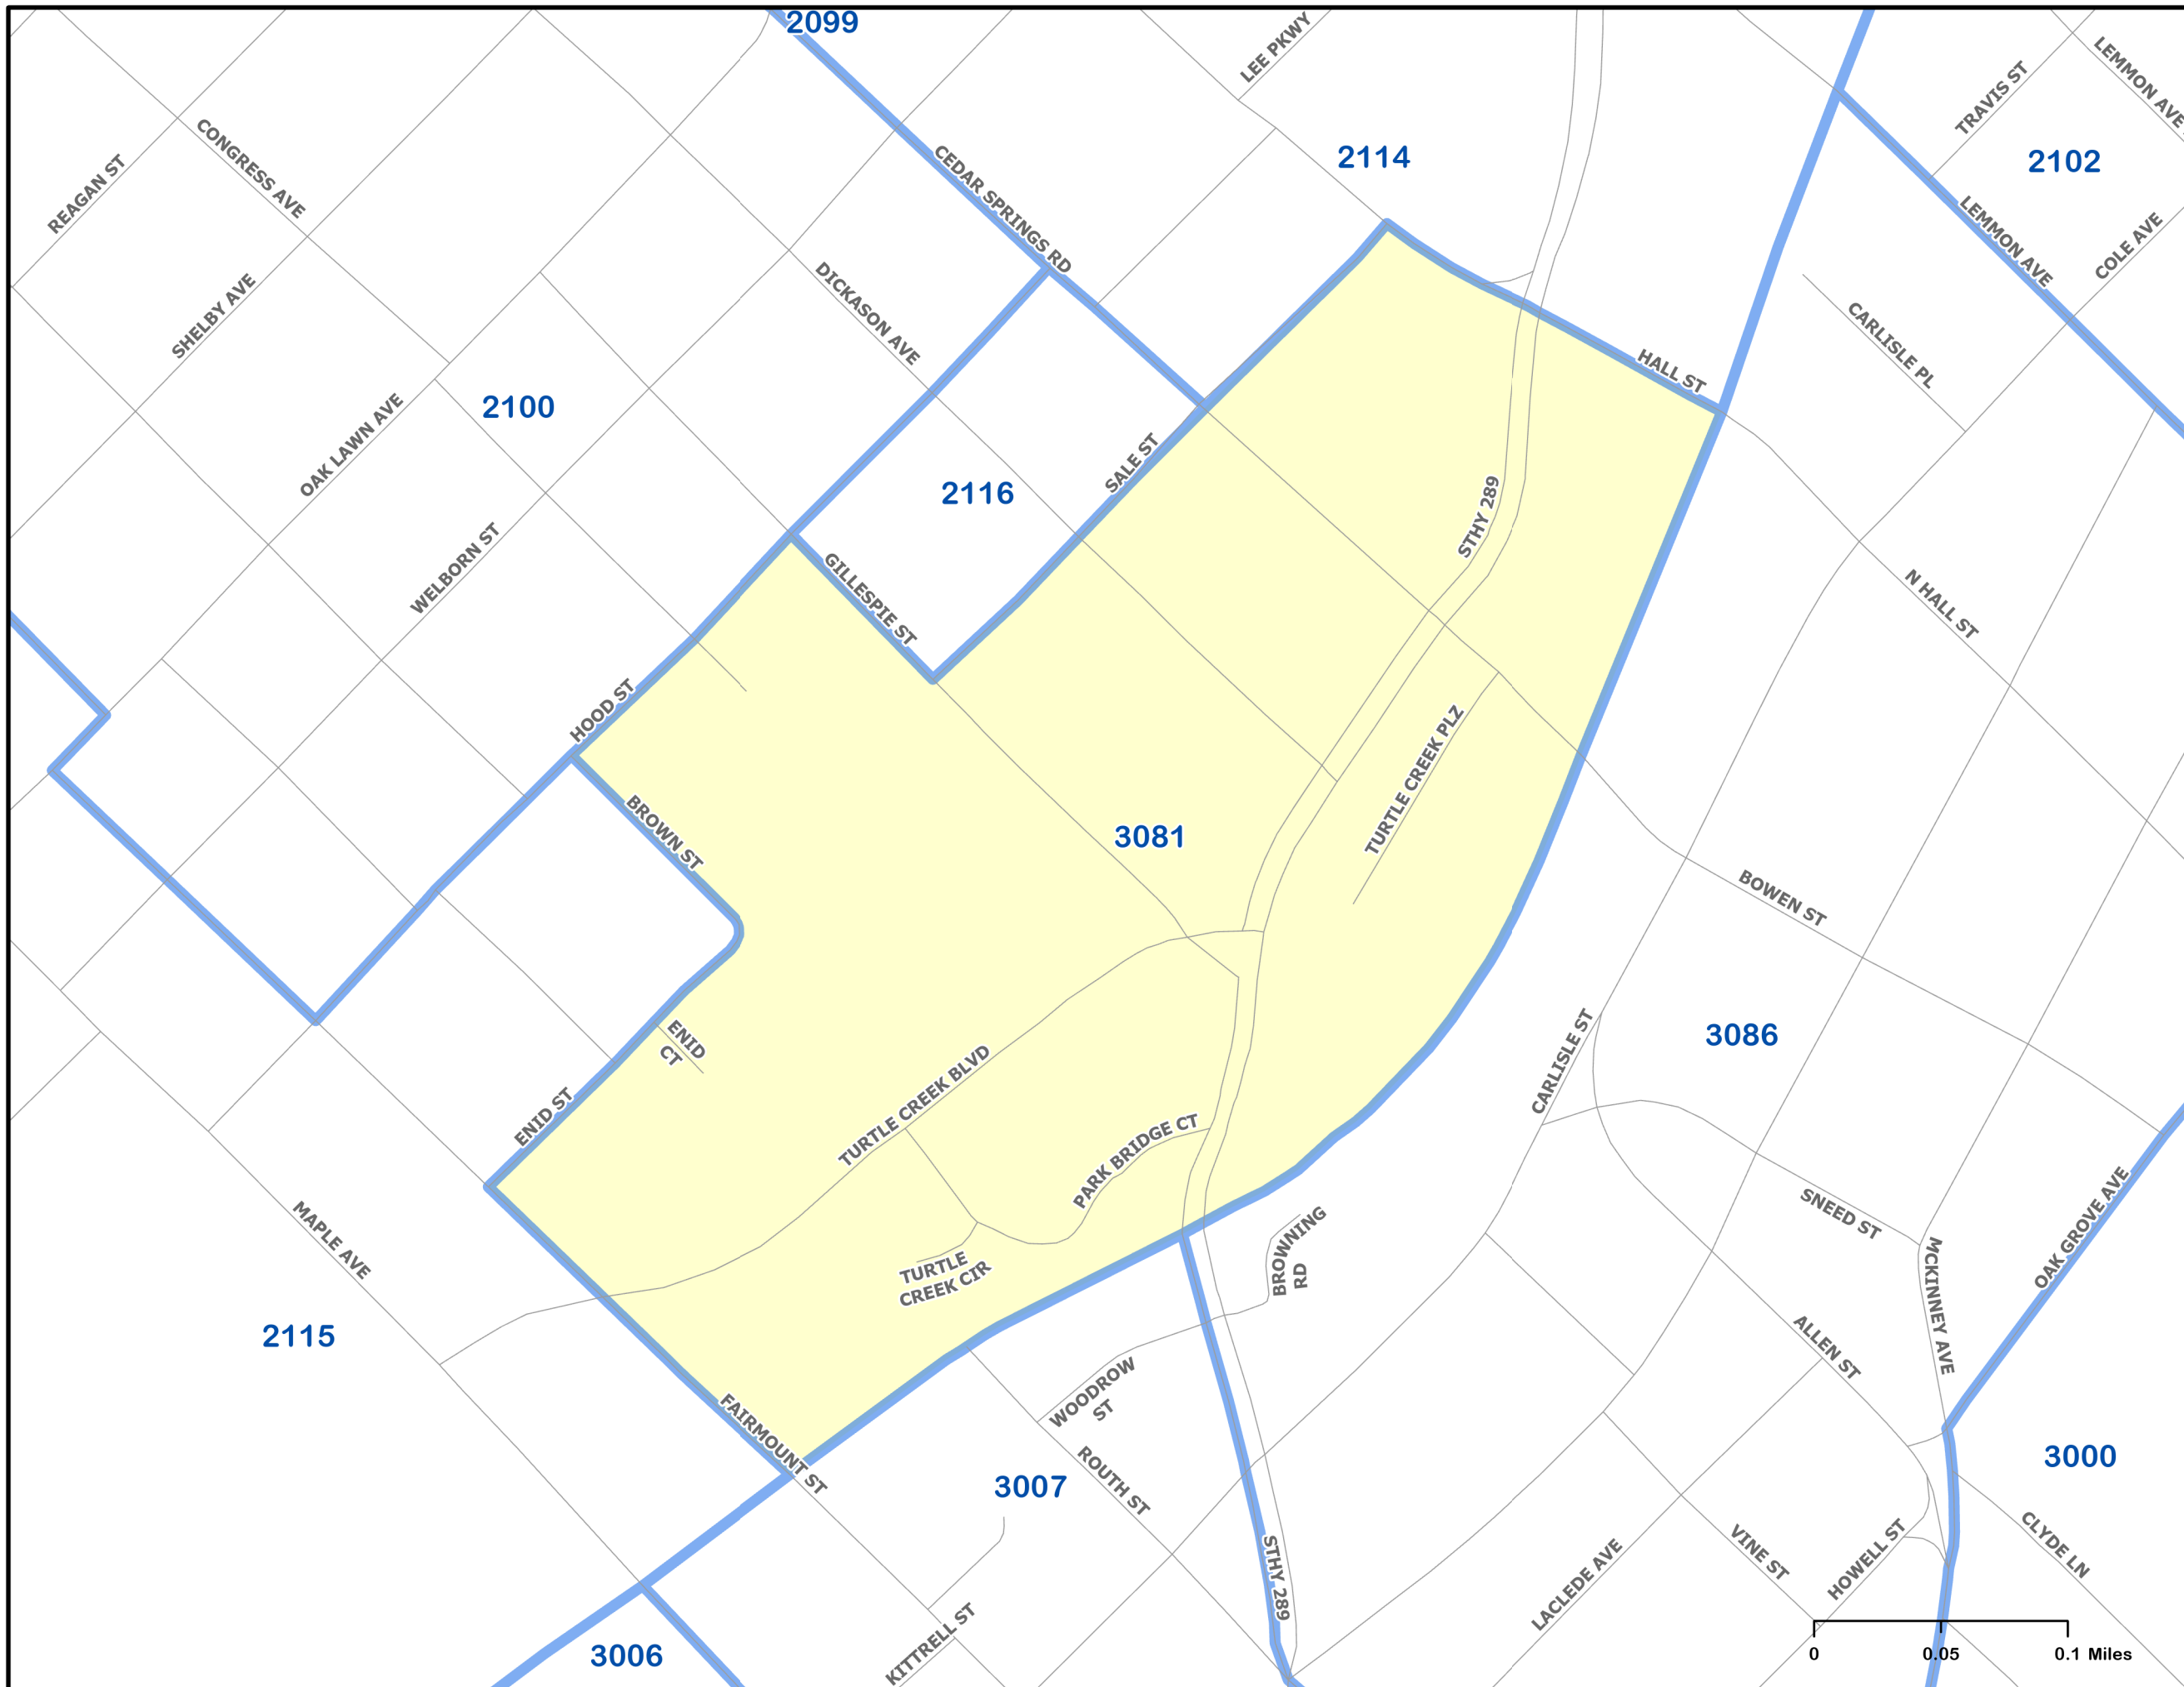 2099
LEE PKWY
LEMMON AVE
TRAVIS ST
2102
2114
CONGRESS AVE
REAGAN ST
CEDAR SPRINGS RD
LEMMON AVE
COLE AVE
SHELBY AVE
DICKASON AVE
CARLISLE PL
HALL ST
2100
OAK LAWN AVE
2116
SALE ST
STHY 289
WELBORN ST
GILLESPIE ST
N HALL ST
HOOD ST
TURTLE CREEK PLZ
BROWN ST
3081
BOWEN ST
ENID
CT
3086
CARLISLE ST
ENID ST
TURTLE CREEK BLVD
PARK BRIDGE CT
SNEED ST
OAK GROVE AVE
MAPLE AVE
TURTLE
CREEK CIR
BROWNING
RD
MCKINNEY AVE
2115
ALLEN ST
WOODROW
ST
FAIRMOUNT ST
3007
ROUTH ST
3000
STHY 289
LACLEDE AVE
VINE ST
HOWELL ST
CLYDE LN
KITTRELL ST
3006
0 0.05 0.1 Miles